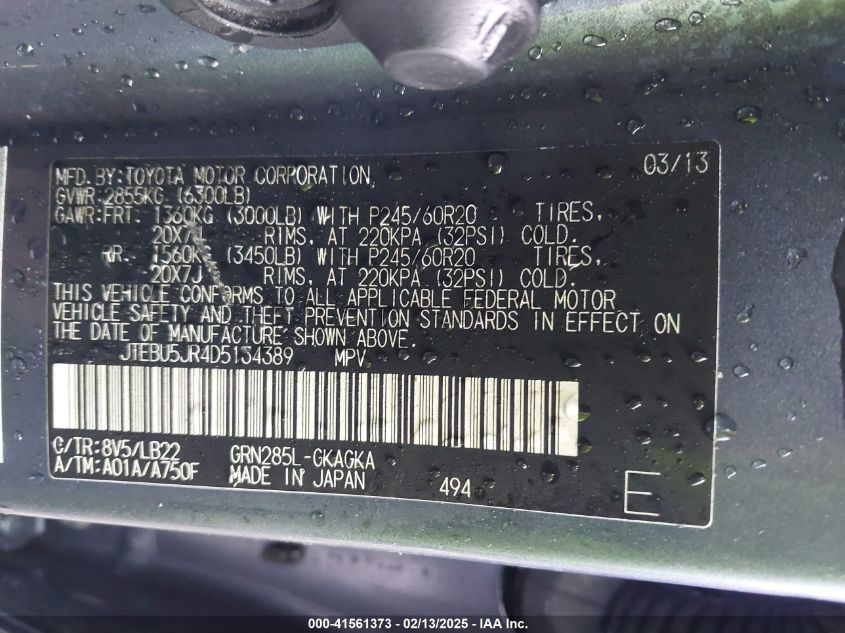 MFD. BY: TOYOTA MOTOR CORPORATION 03/13
GVWR: 2855KG (6300LB)
GAWR: FRT. 1360KG (3000LB) WITH P245/60R20 TIRES,
20X7J RIMS, AT 220KPA (32PSI) COLD.
RR. 1560KG (3450LB) WITH P245/60R20 TIRES,
20X7J RIMS, AT 220KPA (32PSI) COLD.
THIS VEHICLE CONFORMS TO ALL APPLICABLE FEDERAL MOTOR
VEHICLE SAFETY AND THEFT PREVENTION STANDARDS IN EFFECT ON
THE DATE OF MANUFACTURE SHOWN ABOVE.
JTEBU5JR4D5134389 MPV
C/TR: 8V5/LB22 GRN285L-GKAGKA
A/TM: A01A/A750F MADE IN JAPAN 494 E
000-41561373 - 02/13/2025 - IAA Inc.